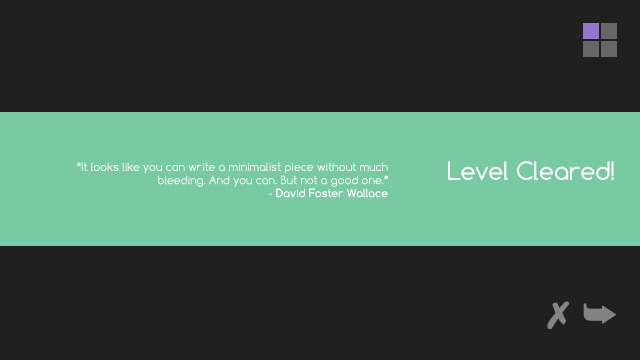 “It looks like you can write a minimalist piece without much
bleeding. And you can. But not a good one.”
- David Foster Wallace
Level Cleared!